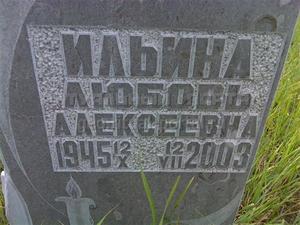 ИЛЬИНА
ЛЮБОВЬ
АЛЕКСЕЕВНА
1945 12/X 12/VII 2003